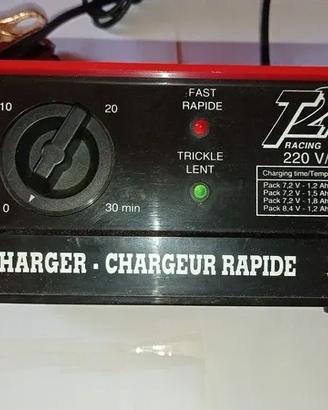 10
20
0
30 min
FAST
RAPIDE
TRICKLE
LENT
RACING
220 V/
Charging time/Temp
Pack 7,2 V - 1,2 Ah
Pack 7,2 V - 1,5 Ah
Pack 7,2 V - 1,8 Ah
Pack 8,4 V - 1,2 Ah
HARGER - CHARGEUR RAPIDE